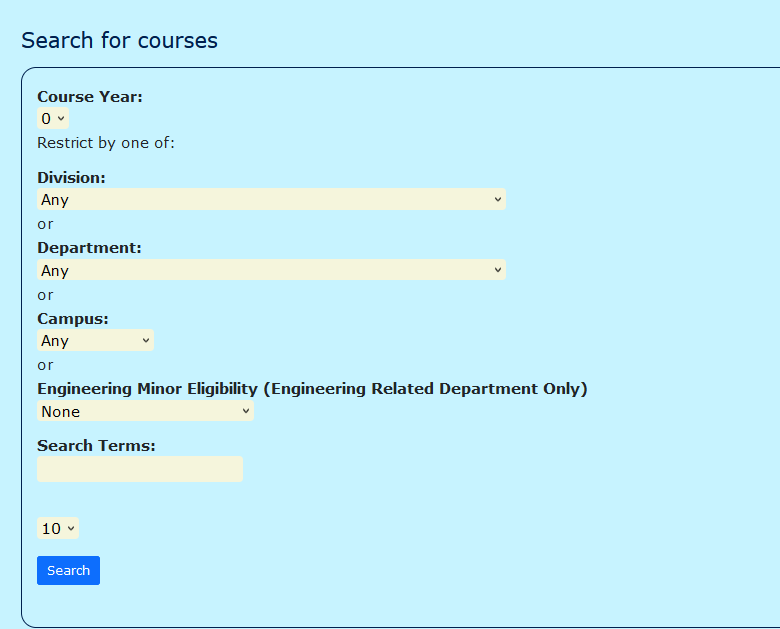 Search for courses
Course Year:
0
Restrict by one of:
Division:
Any
or
Department:
Any
or
Campus:
Any
or
Engineering Minor Eligibility (Engineering Related Department Only)
None
Search Terms:
10
Search